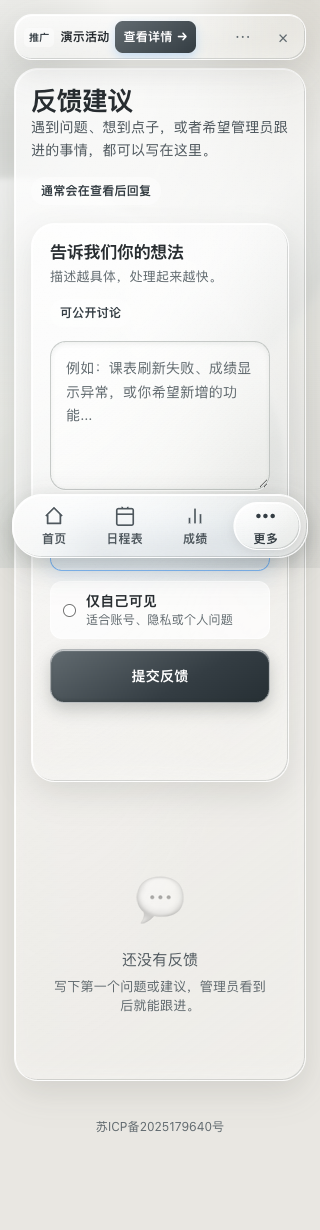 推广 演示活动 查看详情 → ··· ×
反馈建议
遇到问题、想到点子，或者希望管理员跟
进的事情，都可以写在这里。
通常会在查看后回复
告诉我们你的想法
描述越具体，处理起来越快。
可公开讨论
例如：课表刷新失败、成绩显
示异常，或你希望新增的功
能...
首页 日程表 成绩 更多
仅自己可见
适合账号、隐私或个人问题
提交反馈
还没有反馈
写下第一个问题或建议，管理员看到
后就能跟进。
苏ICP备2025179640号